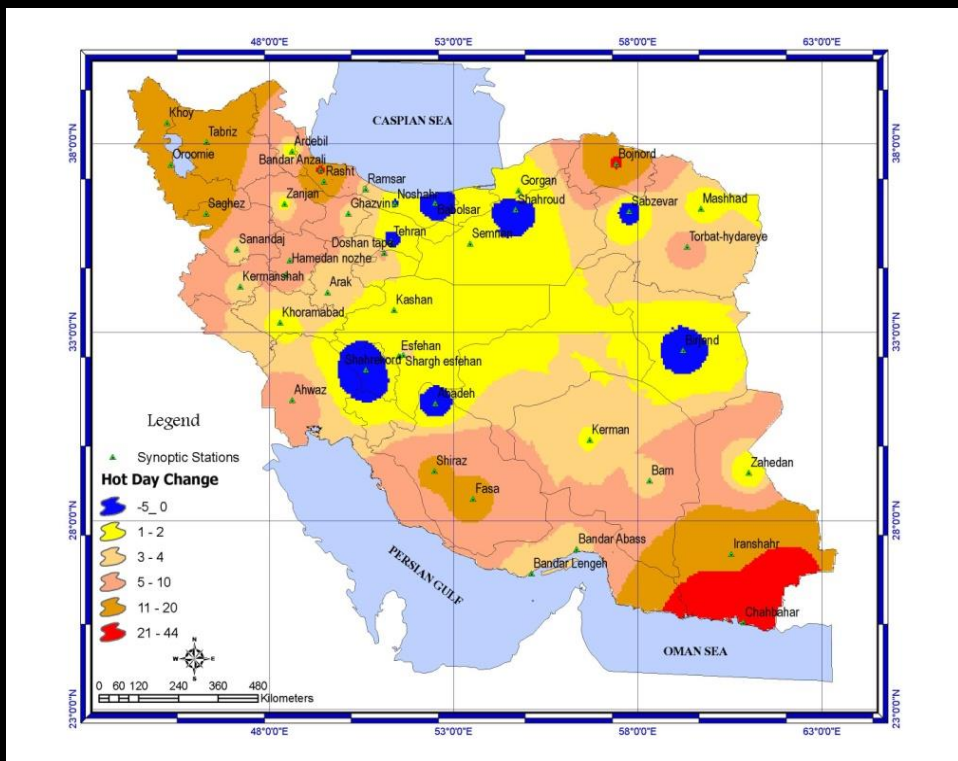 48°0'0"E 53°0'0"E 58°0'0"E 63°0'0"E
CASPIAN SEA
38°0'0"N 38°0'0"N
Khoy
Tabriz
Oroomie
Ardebil
Bandar Anzali
Rasht
Bojnord
Saghez
Zanjan
Ramsar
Ghazvin
Noshahr
Babolsar
Gorgan
Shahroud
Sabzevar
Mashhad
Sanandaj
Tehran
Doshan tape
Semnan
Torbat-hydareye
Hamedan nozhe
Kermanshah
Arak
Kashan
Khoramabad
33°0'0"N 33°0'0"N
Esfehan
Shahrekord
Shargh esfehan
Birjand
Abadeh
Ahwaz
Kerman
Zahedan
Shiraz
Bam
Fasa
28°0'0"N 28°0'0"N
Bandar Abass
Iranshahr
Bandar Lengeh
PERSIAN GULF
Chahbahar
OMAN SEA
Legend
Synoptic Stations
Hot Day Change
-5_ 0
1 - 2
3 - 4
5 - 10
11 - 20
21 - 44
N
W E
S
0 60 120 240 360 480
Kilometers
23°0'0"N 23°0'0"N
48°0'0"E 53°0'0"E 58°0'0"E 63°0'0"E